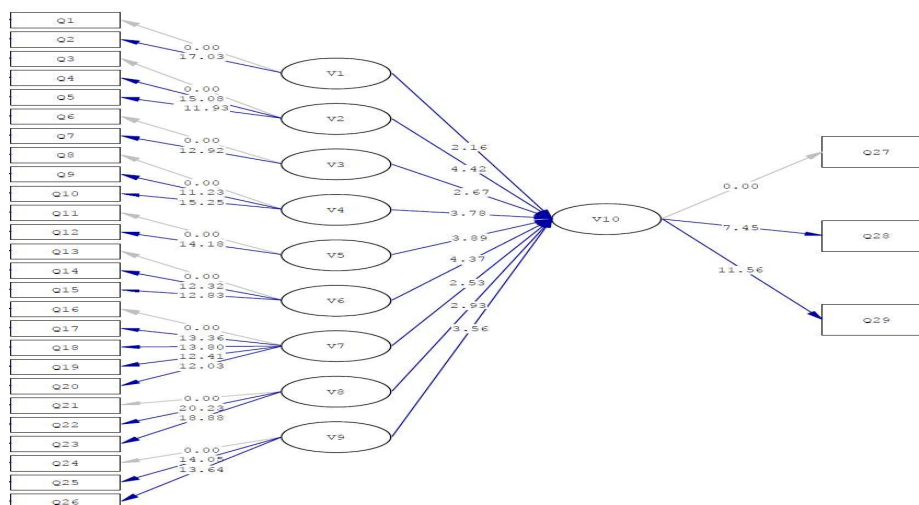 Q1
Q2
Q3
Q4
Q5
Q6
Q7
Q8
Q9
Q10
Q11
Q12
Q13
Q14
Q15
Q16
Q17
Q18
Q19
Q20
Q21
Q22
Q23
Q24
Q25
Q26
0.00
17.03
0.00
15.08
11.93
0.00
12.92
0.00
11.23
15.25
0.00
14.18
0.00
12.32
12.83
0.00
13.36
13.80
12.41
12.03
0.00
20.23
18.88
0.00
14.05
13.64
V1
V2
V3
V4
V5
V6
V7
V8
V9
2.16
4.42
2.67
3.78
3.89
4.37
2.53
2.93
3.56
V10
0.00
7.45
11.56
Q27
Q28
Q29